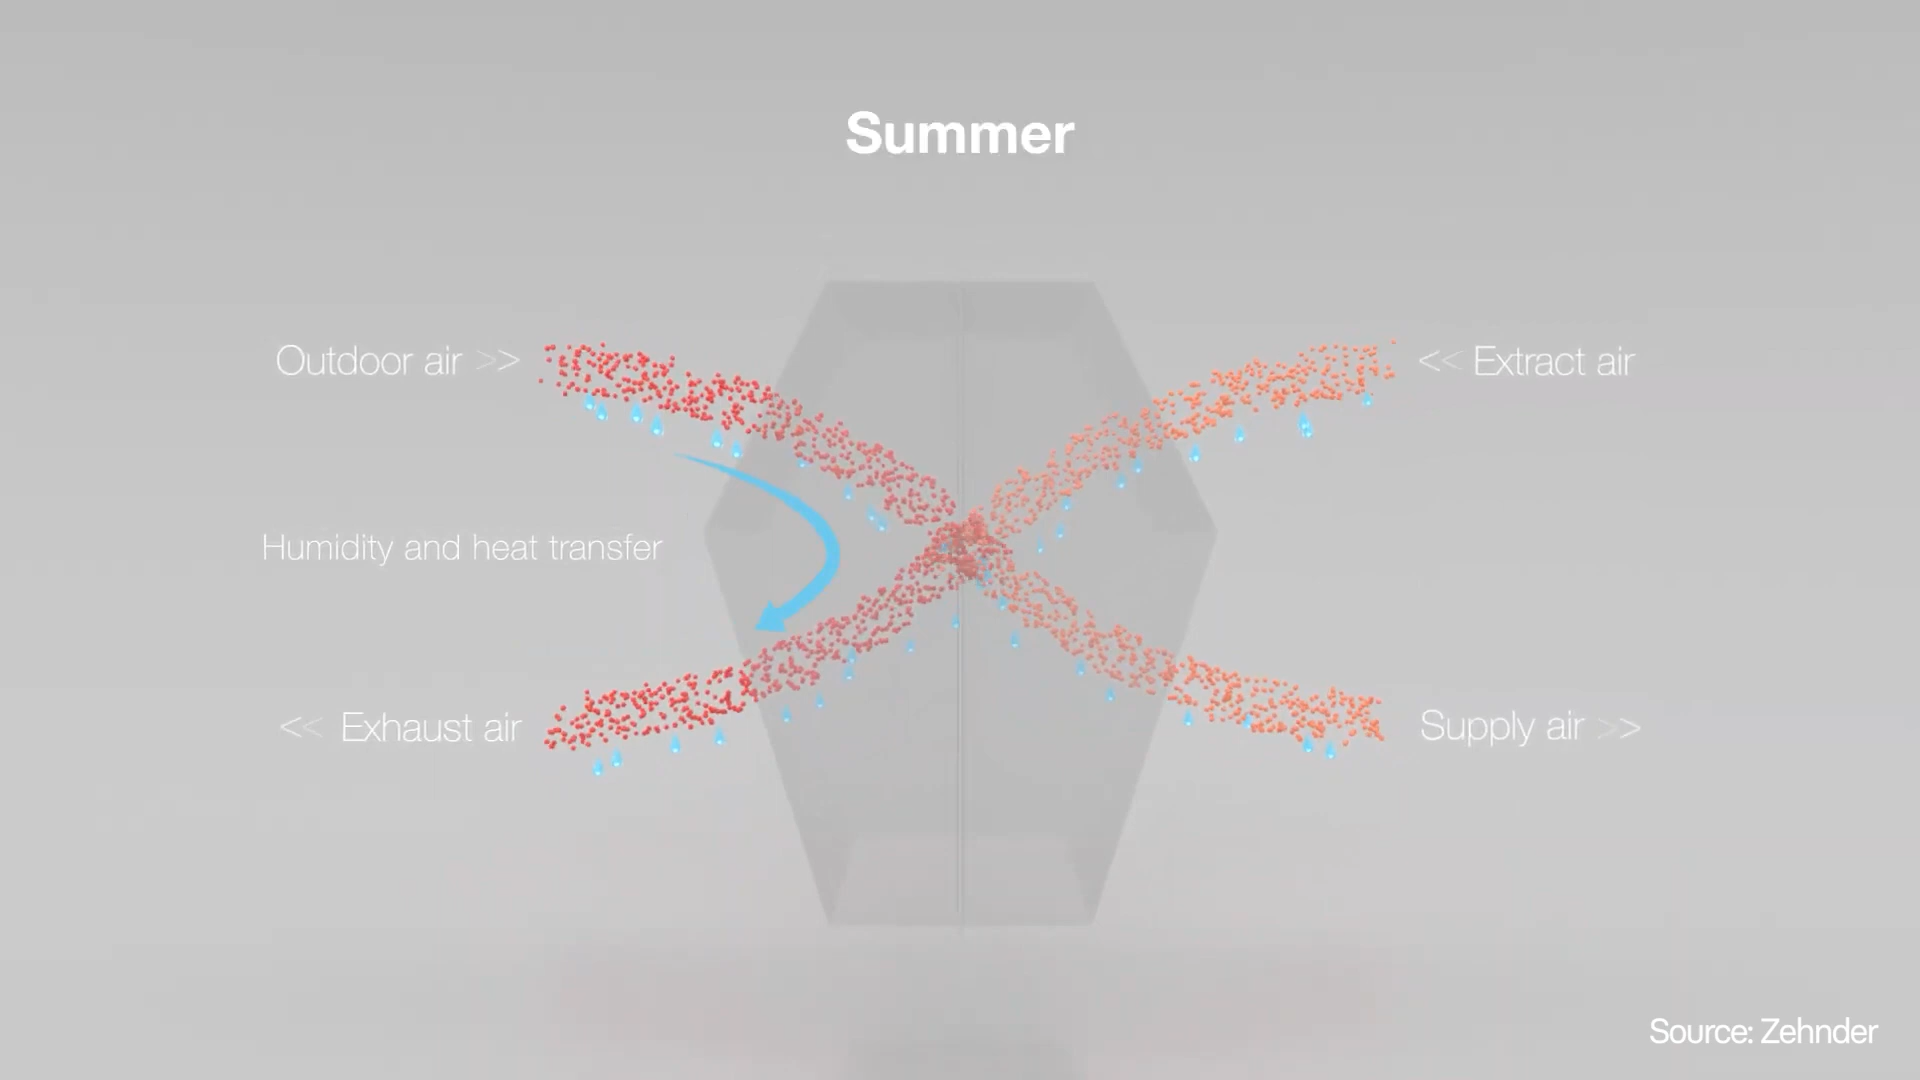 Summer
Outdoor air >>
<< Extract air
Humidity and heat transfer
<< Exhaust air
Supply air >>
Source: Zehnder